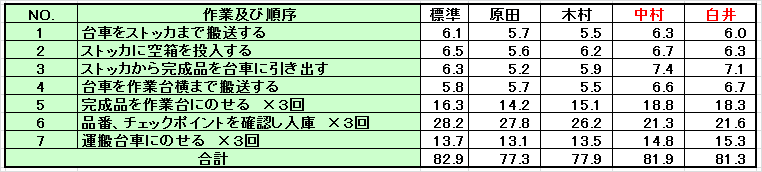 NO. 作業及び順序 標準 原田 木村 中村 白井
1 台車をストッカまで搬送する 6.1 5.7 5.5 6.3 6.0
2 ストッカに空箱を投入する 6.5 5.6 6.2 6.7 6.3
3 ストッカから完成品を台車に引き出す 6.3 5.2 5.9 7.4 7.1
4 台車を作業台横まで搬送する 5.8 5.7 5.5 6.6 6.7
5 完成品を作業台にのせる ×3回 16.3 14.2 15.1 18.8 18.3
6 品番、チェックポイントを確認し入庫 ×3回 28.2 27.8 26.2 21.3 21.6
7 運搬台車にのせる ×3回 13.7 13.1 13.5 14.8 15.3
合計 82.9 77.3 77.9 81.9 81.3